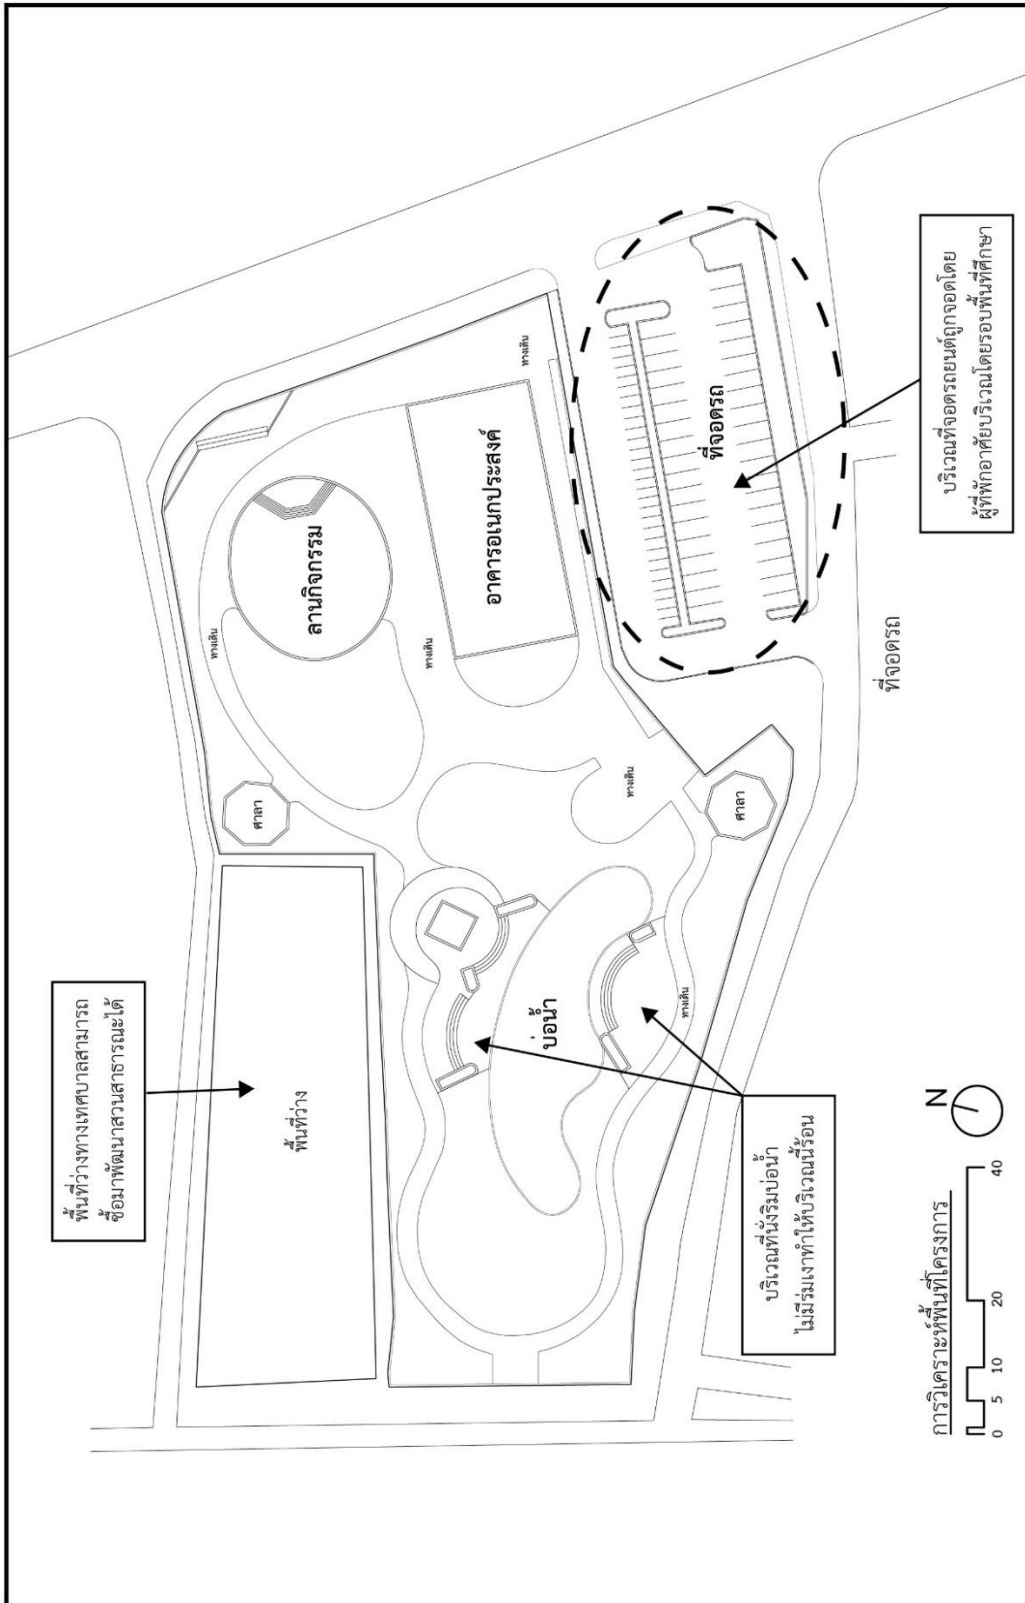 พื้นที่ว่างทางเทศบาลสามารถ
ซื้อมาพัฒนาสวนสาธารณะได้
พื้นที่ว่าง
ศาลา
ทางเดิน
ลานกิจกรรม
ทางเดิน
อาคารอเนกประสงค์
ทางเดิน
บ่อน้ำ
ทางเดิน
ทางเดิน
ศาลา
ที่จอดรถ
ที่จอดรถ
บริเวณที่นั่งริมบ่อน้ำ
ไม่มีร่มเงาทำให้บริเวณนี้ร้อน
บริเวณที่จอดรถยนต์ถูกจอดโดย
ผู้ที่พักอาศัยบริเวณโดยรอบพื้นที่ศึกษา
การวิเคราะห์พื้นที่โครงการ
0 5 10 20 40
N